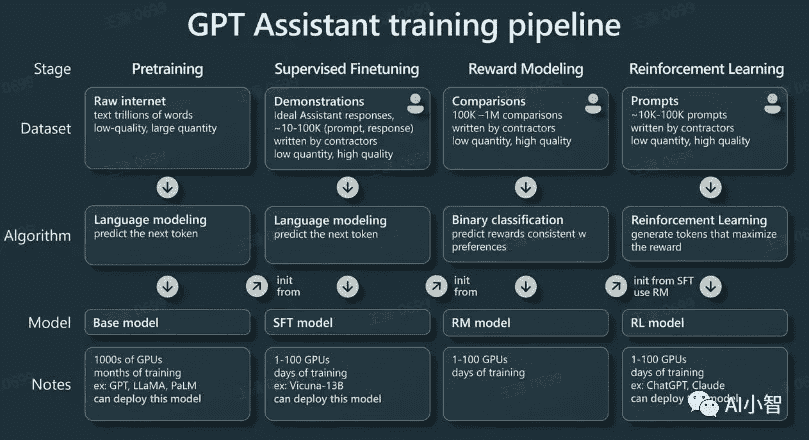 GPT Assistant training pipeline
Stage
Pretraining
Supervised Finetuning
Reward Modeling
Reinforcement Learning
Dataset
Raw internet
text trillions of words
low-quality, large quantity
Demonstrations
Ideal Assistant responses,
~10-100K (prompt, response)
written by contractors
low quantity, high quality
Comparisons
100K –1M comparisons
written by contractors
low quantity, high quality
Prompts
~10K-100K prompts
written by contractors
low quantity, high quality
Algorithm
Language modeling
predict the next token
Language modeling
predict the next token
Binary classification
predict rewards consistent w
preferences
Reinforcement Learning
generate tokens that maximize
the reward
init
from
init
from
init from SFT
use RM
Model
Base model
SFT model
RM model
RL model
Notes
1000s of GPUs
months of training
ex: GPT, LLaMA, PaLM
can deploy this model
1-100 GPUs
days of training
ex: Vicuna-13B
can deploy this model
1-100 GPUs
days of training
1-100 GPUs
days of training
ex: ChatGPT, Claude
can deploy model
AI小智